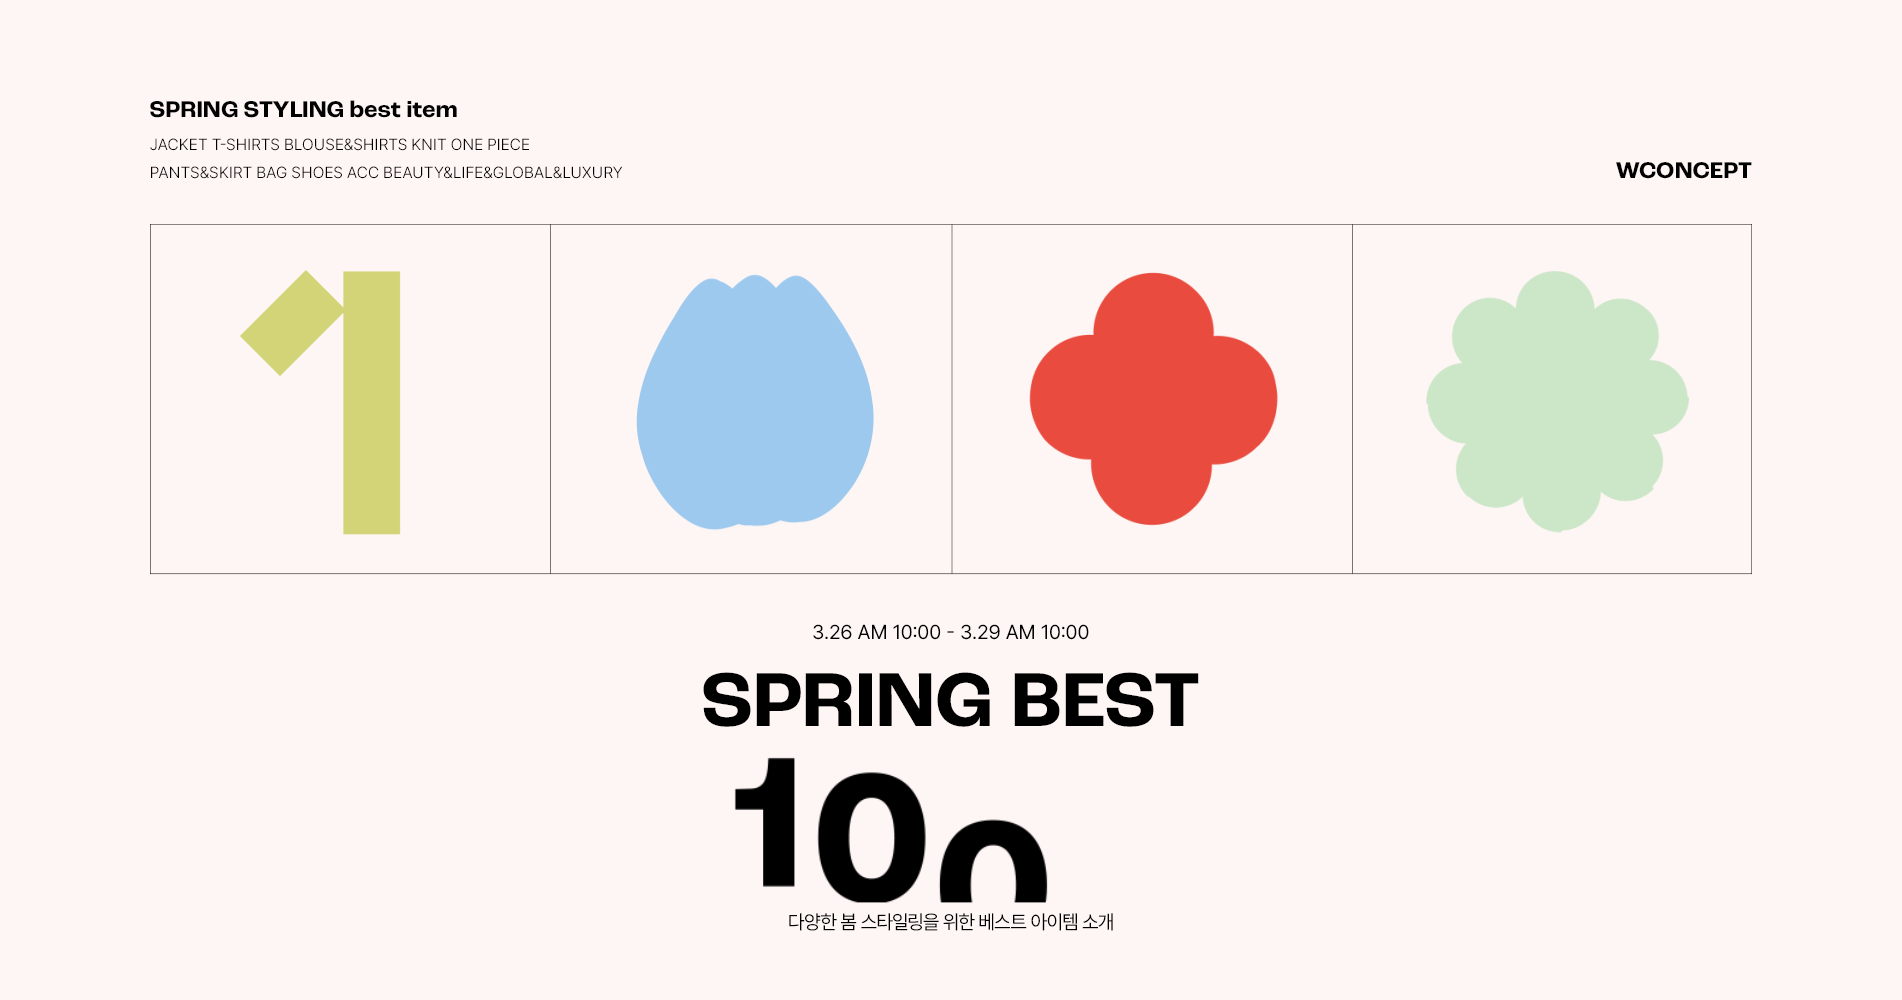 SPRING STYLING best item
JACKET T-SHIRTS BLOUSE&SHIRTS KNIT ONE PIECE
PANTS&SKIRT BAG SHOES ACC BEAUTY&LIFE&GLOBAL&LUXURY
WCONCEPT
1
3.26 AM 10:00 - 3.29 AM 10:00
SPRING BEST
100
다양한 봄 스타일링을 위한 베스트 아이템 소개